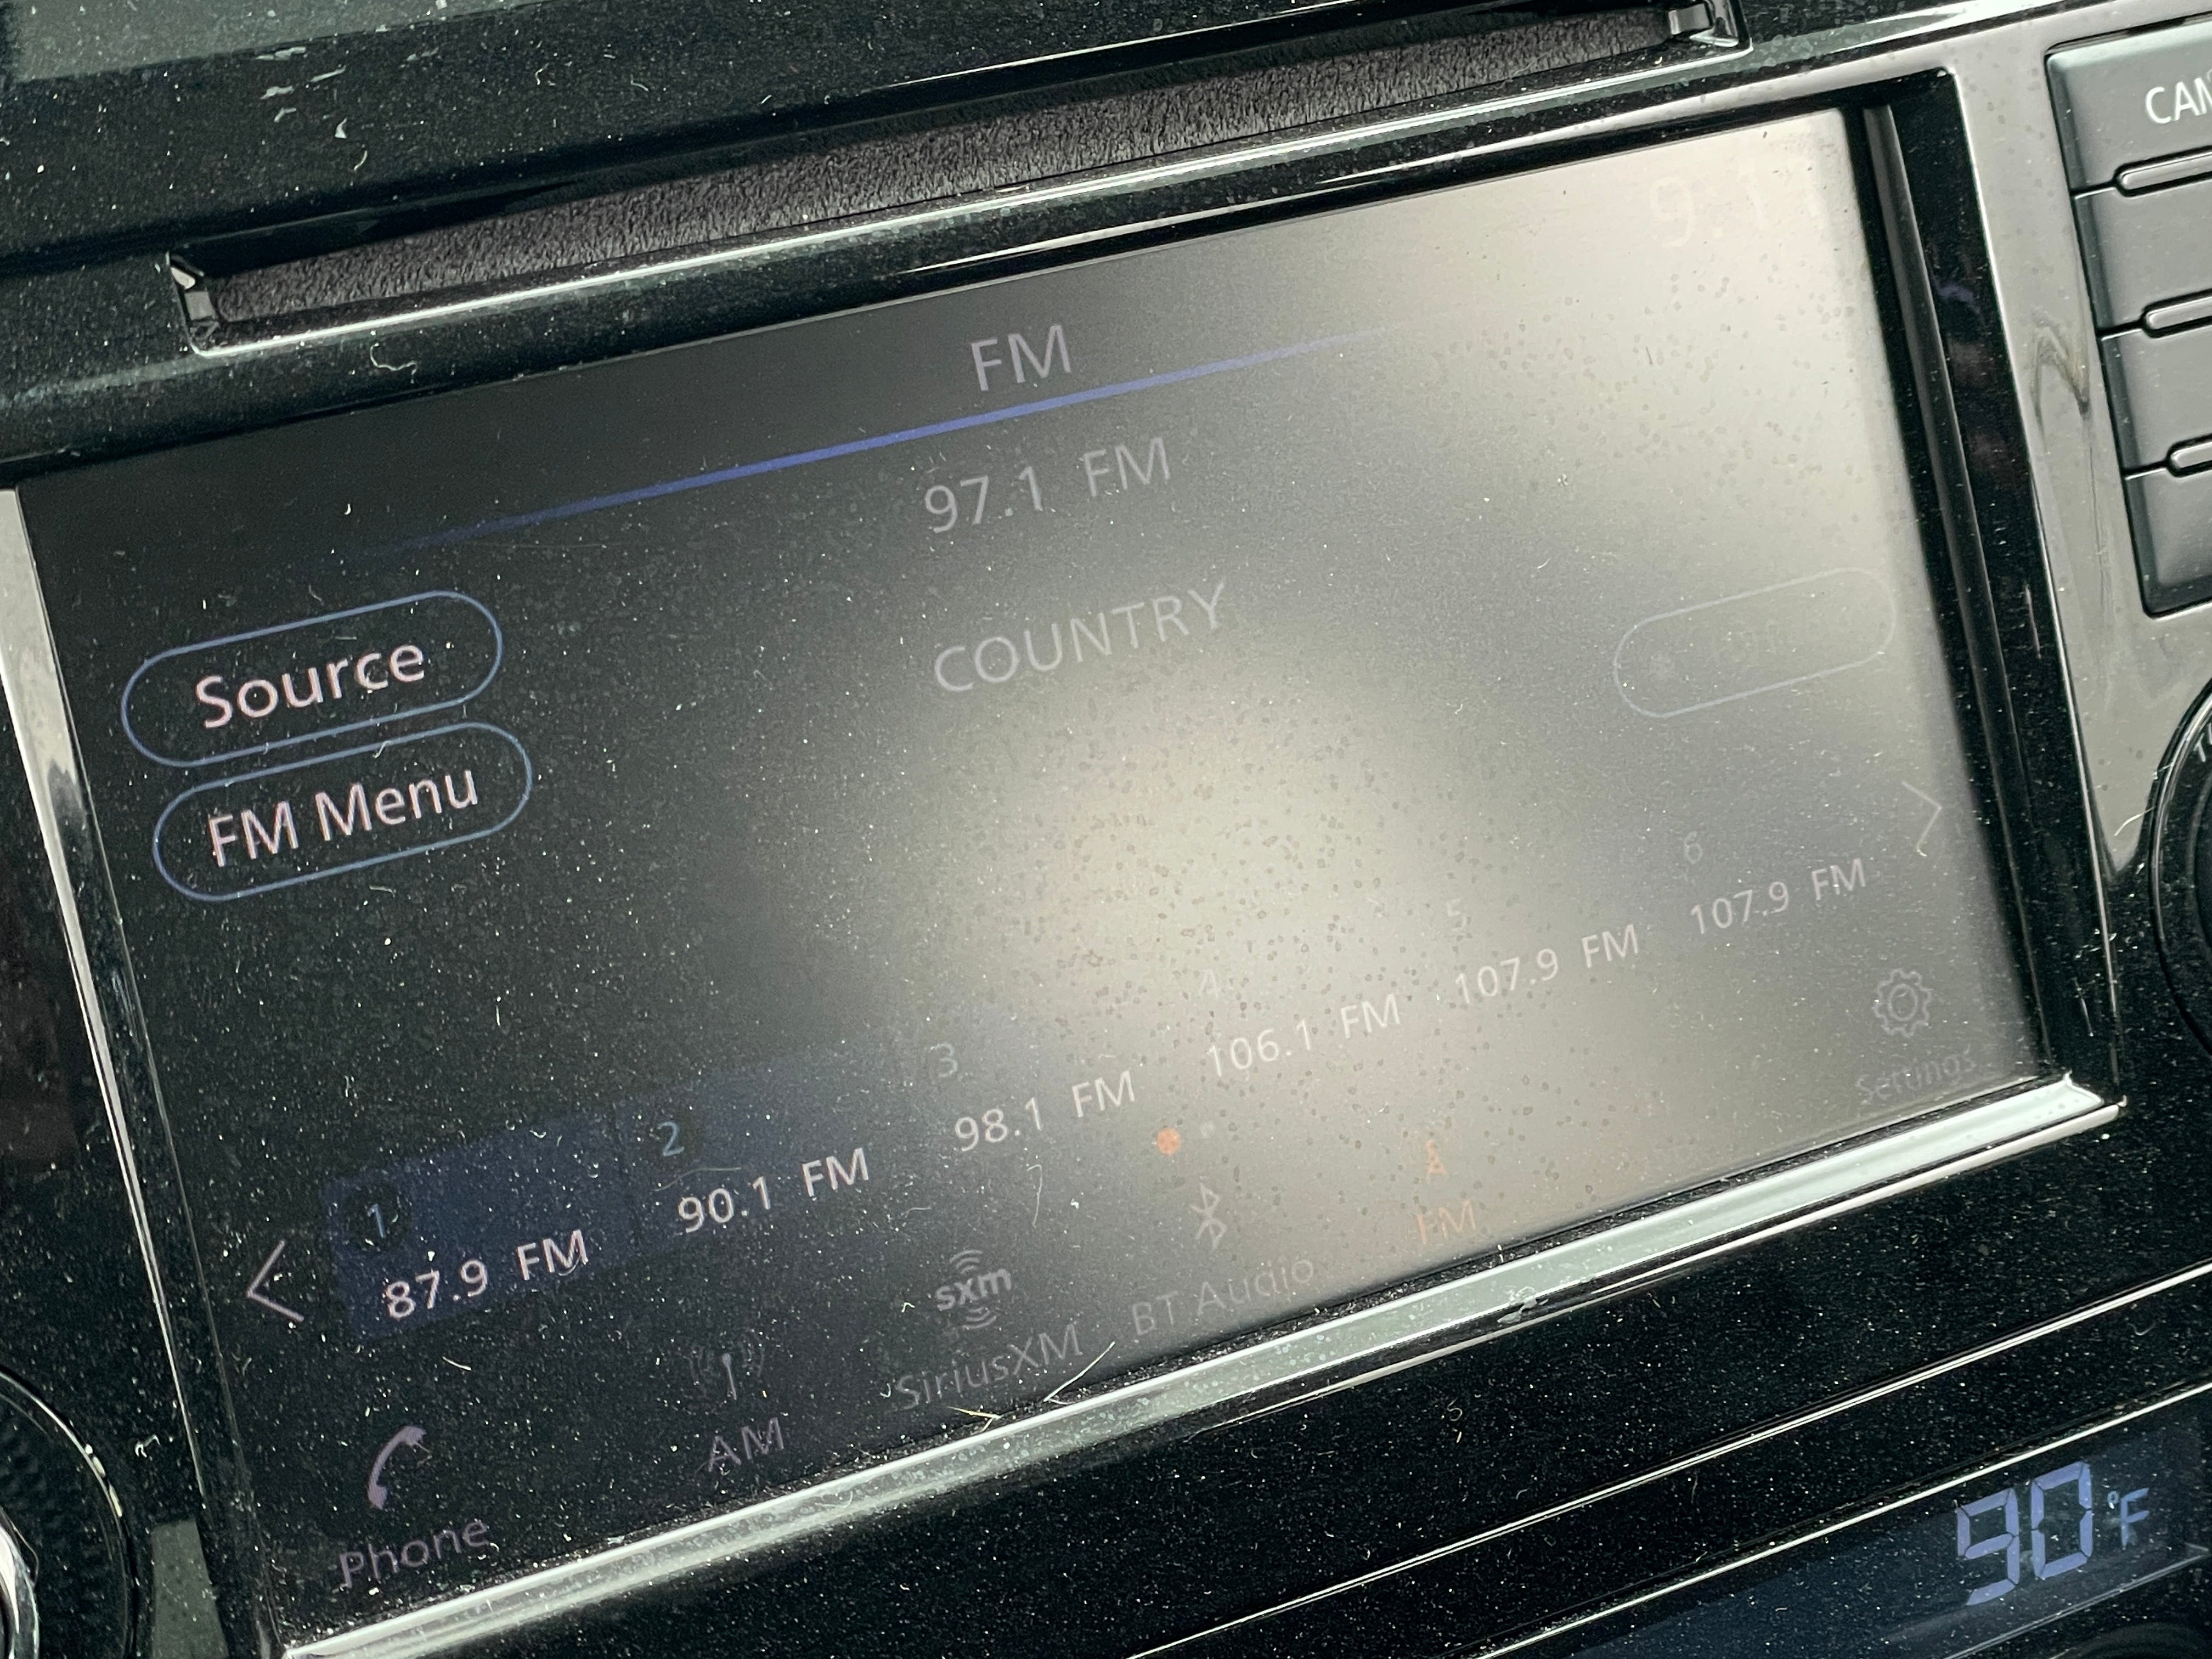 CAM
FM
97.1 FM
COUNTRY
Source
FM Menu
1
87.9 FM
2
90.1 FM
3
98.1 FM
4
106.1 FM
5
107.9 FM
6
107.9 FM
Phone
AM
sxm
SiriusXM
BT Audio
FM
Settings
90°F